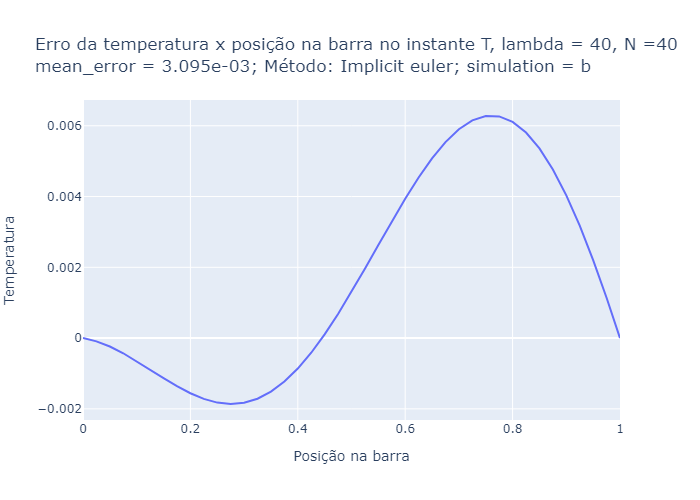 Erro da temperatura x posição na barra no instante T, lambda = 40, N =40
mean_error = 3.095e-03; Método: Implicit euler; simulation = b
0.006
0.004
0.002
0
−0.002
Temperatura
0 0.2 0.4 0.6 0.8 1
Posição na barra